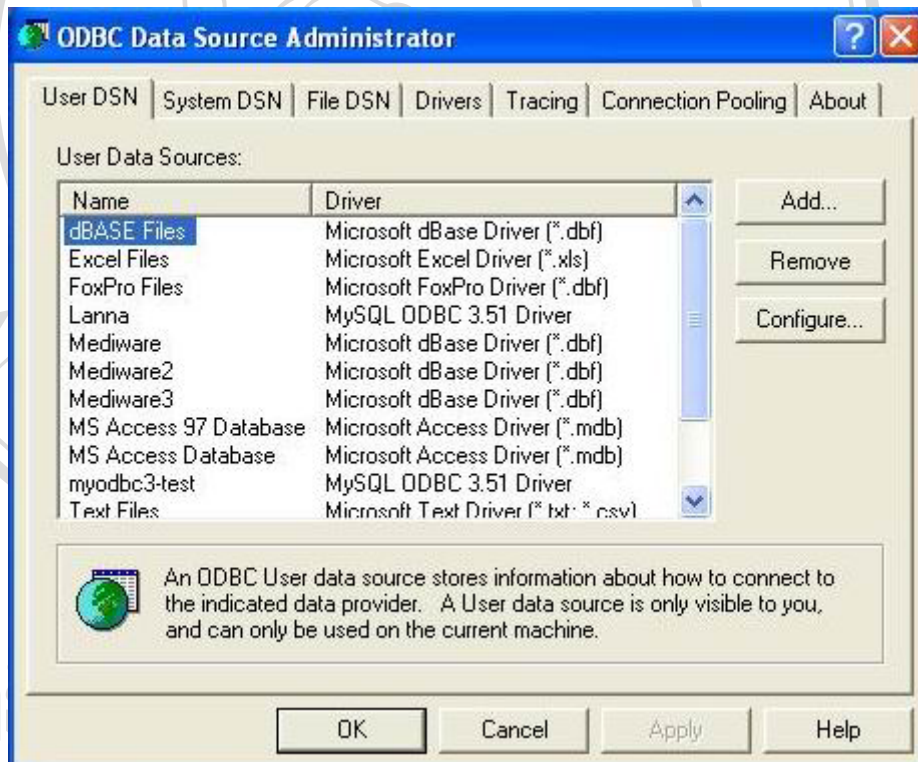 ODBC Data Source Administrator
User DSN System DSN File DSN Drivers Tracing Connection Pooling About
User Data Sources:
Name Driver
dBASE Files Microsoft dBase Driver (*.dbf)
Excel Files Microsoft Excel Driver (*.xls)
FoxPro Files Microsoft FoxPro Driver (*.dbf)
Lanna MySQL ODBC 3.51 Driver
Mediware Microsoft dBase Driver (*.dbf)
Mediware2 Microsoft dBase Driver (*.dbf)
Mediware3 Microsoft dBase Driver (*.dbf)
MS Access 97 Database Microsoft Access Driver (*.mdb)
MS Access Database Microsoft Access Driver (*.mdb)
myodbc3-test MySQL ODBC 3.51 Driver
Text Files Microsoft Text Driver (*.txt; *.csv)
Add...
Remove
Configure...
An ODBC User data source stores information about how to connect to
the indicated data provider. A User data source is only visible to you,
and can only be used on the current machine.
OK Cancel Apply Help